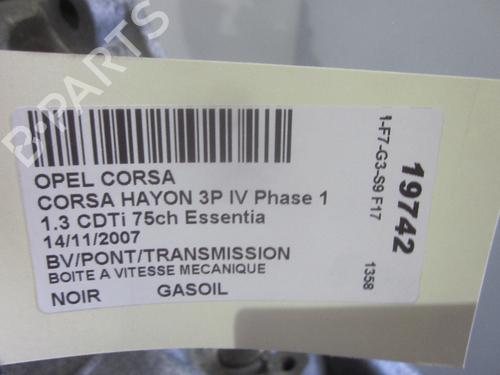 B-PARTS
OPEL CORSA
CORSA HAYON 3P IV Phase 1
1.3 CDTi 75ch Essentia
14/11/2007
BV/PONT/TRANSMISSION
BOITE A VITESSE MECANIQUE
NOIR GASOIL
I-F7-G3-S9 F17
19742
1358